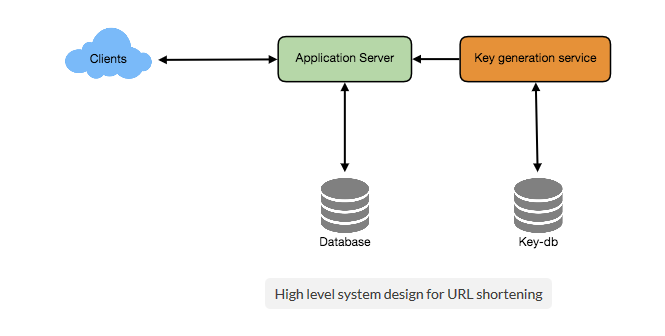 Clients
Application Server
Key generation service
Database
Key-db
High level system design for URL shortening